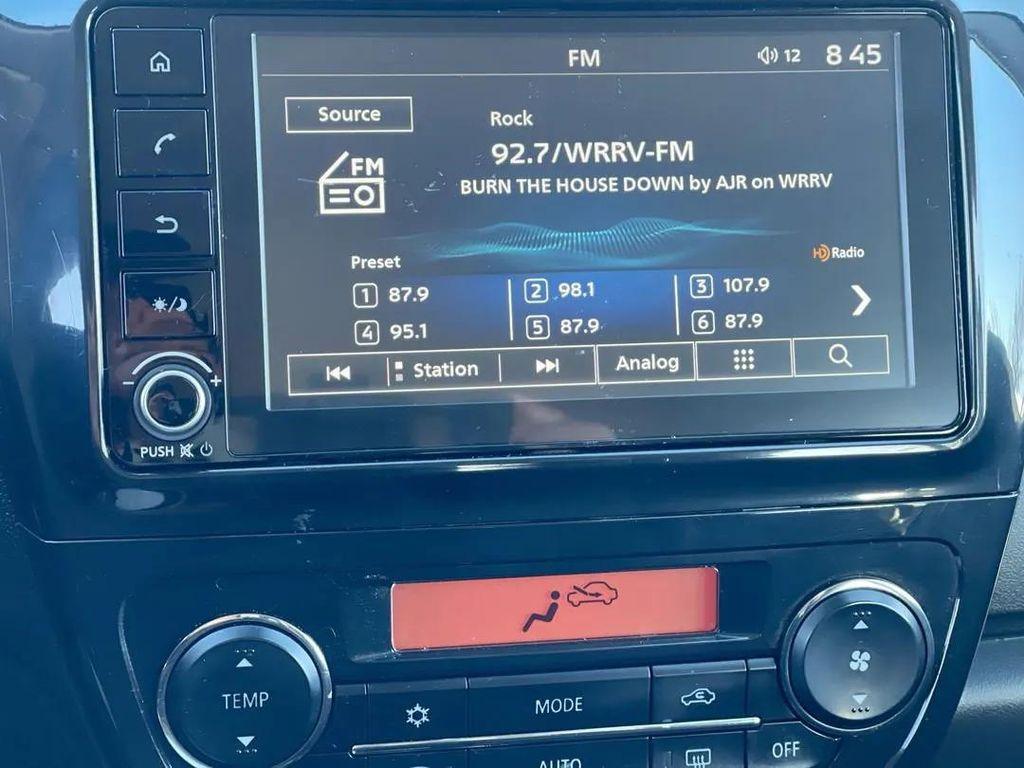 FM 12 8 45
Source
Rock
92.7/WRRV-FM
FM
BURN THE HOUSE DOWN by AJR on WRRV
HD Radio
Preset
1 87.9 2 98.1 3 107.9
4 95.1 5 87.9 6 87.9
Station Analog
- +
PUSH
TEMP
MODE
AUTO
OFF